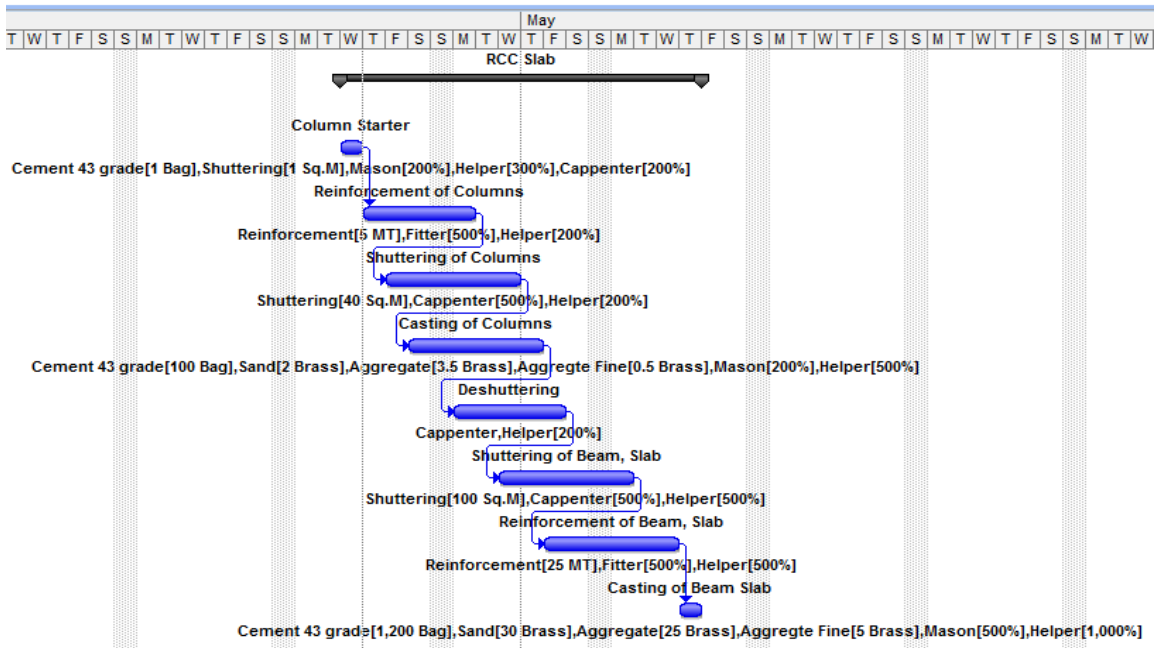 May
T W T F S S M T W T F S S M T W T F S S M T W T F S S M T W T F S S M T W T F S S M T W T F S S M T W
RCC Slab
Column Starter
Cement 43 grade[1 Bag],Shuttering[1 Sq.M],Mason[200%],Helper[300%],Cappenter[200%]
Reinforcement of Columns
Reinforcement[5 MT],Fitter[500%],Helper[200%]
Shuttering of Columns
Shuttering[40 Sq.M],Cappenter[500%],Helper[200%]
Casting of Columns
Cement 43 grade[100 Bag],Sand[2 Brass],Aggregate[3.5 Brass],Aggregte Fine[0.5 Brass],Mason[200%],Helper[500%]
Deshuttering
Cappenter,Helper[200%]
Shuttering of Beam, Slab
Shuttering[100 Sq.M],Cappenter[500%],Helper[500%]
Reinforcement of Beam, Slab
Reinforcement[25 MT],Fitter[500%],Helper[500%]
Casting of Beam Slab
Cement 43 grade[1,200 Bag],Sand[30 Brass],Aggregate[25 Brass],Aggregte Fine[5 Brass],Mason[500%],Helper[1,000%]